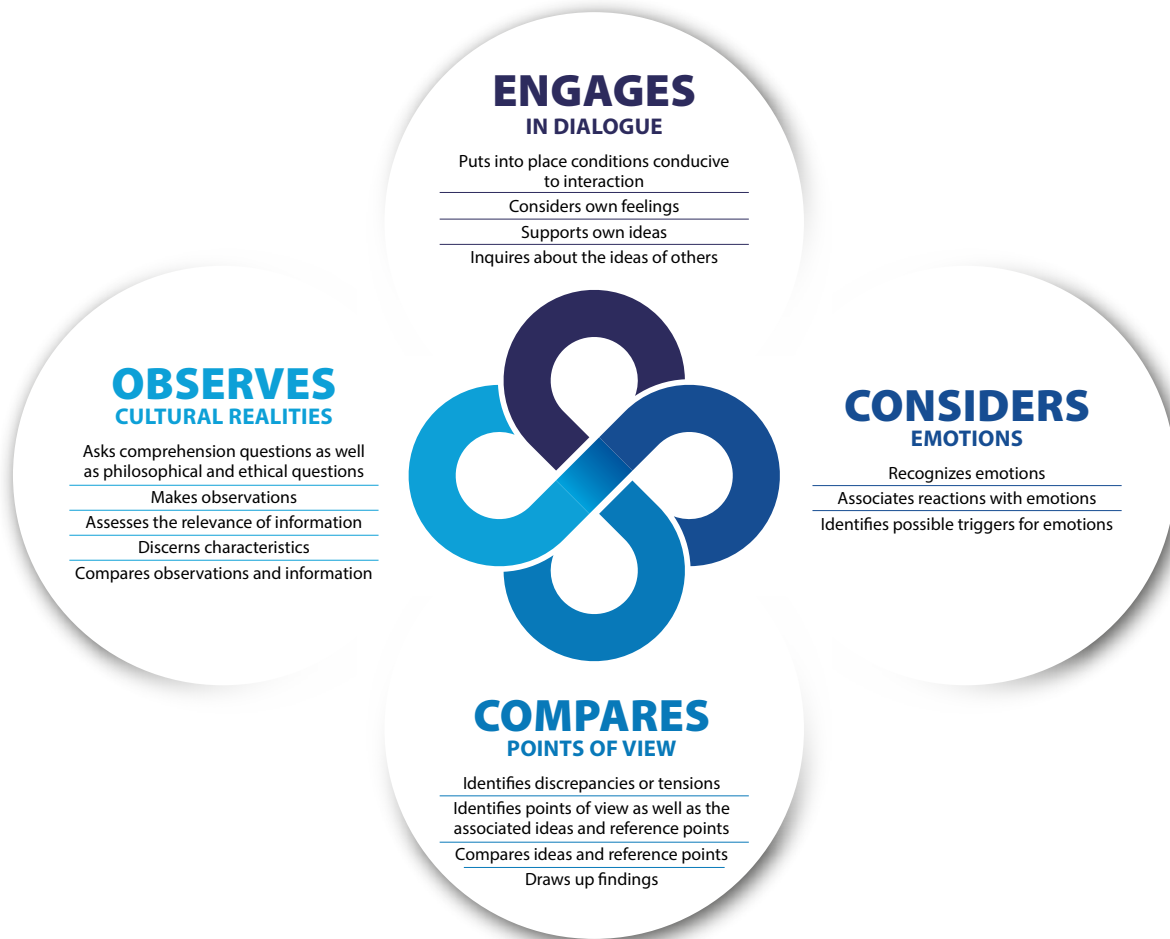 ENGAGES
IN DIALOGUE
Puts into place conditions conducive
to interaction
Considers own feelings
Supports own ideas
Inquires about the ideas of others
OBSERVES
CULTURAL REALITIES
Asks comprehension questions as well
as philosophical and ethical questions
Makes observations
Assesses the relevance of information
Discerns characteristics
Compares observations and information
CONSIDERS
EMOTIONS
Recognizes emotions
Associates reactions with emotions
Identifies possible triggers for emotions
COMPARES
POINTS OF VIEW
Identifies discrepancies or tensions
Identifies points of view as well as the
associated ideas and reference points
Compares ideas and reference points
Draws up findings